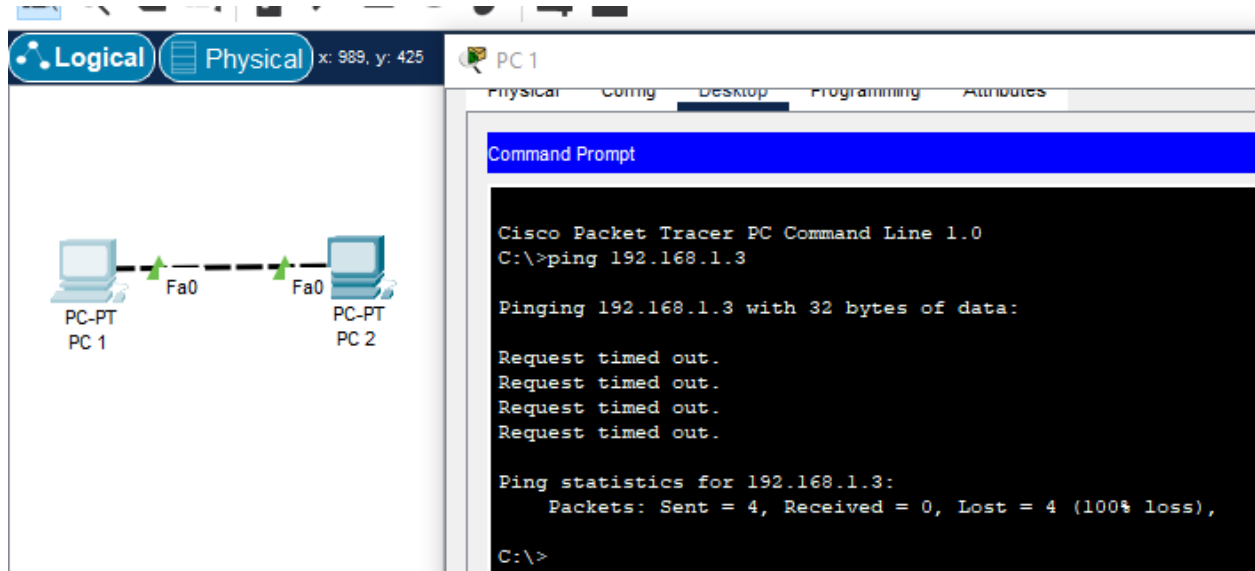 Logical Physical x: 989, y: 425
PC 1
Physical Config Desktop Programming Attributes
Command Prompt
Cisco Packet Tracer PC Command Line 1.0
C:\>ping 192.168.1.3
Pinging 192.168.1.3 with 32 bytes of data:
Request timed out.
Request timed out.
Request timed out.
Request timed out.
Ping statistics for 192.168.1.3:
Packets: Sent = 4, Received = 0, Lost = 4 (100% loss),
C:\>
Fa0 Fa0
PC-PT PC-PT
PC 1 PC 2